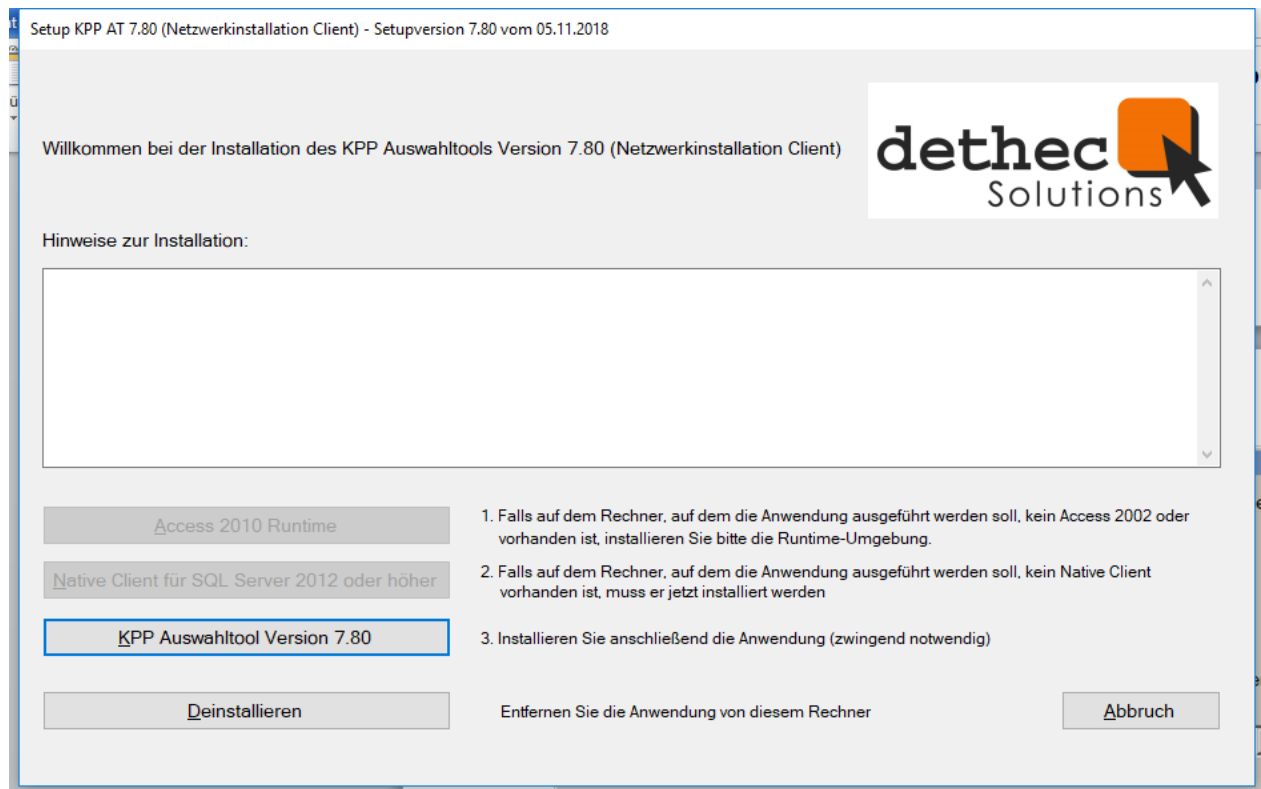 Setup KPP AT 7.80 (Netzwerkinstallation Client) - Setupversion 7.80 vom 05.11.2018
dethec
Solutions
Willkommen bei der Installation des KPP Auswahltools Version 7.80 (Netzwerkinstallation Client)
Hinweise zur Installation:
Access 2010 Runtime
1. Falls auf dem Rechner, auf dem die Anwendung ausgeführt werden soll, kein Access 2002 oder
vorhanden ist, installieren Sie bitte die Runtime-Umgebung.
Native Client für SQL Server 2012 oder höher
2. Falls auf dem Rechner, auf dem die Anwendung ausgeführt werden soll, kein Native Client
vorhanden ist, muss er jetzt installiert werden
KPP Auswahltool Version 7.80
3. Installieren Sie anschließend die Anwendung (zwingend notwendig)
Deinstallieren
Entfernen Sie die Anwendung von diesem Rechner
Abbruch